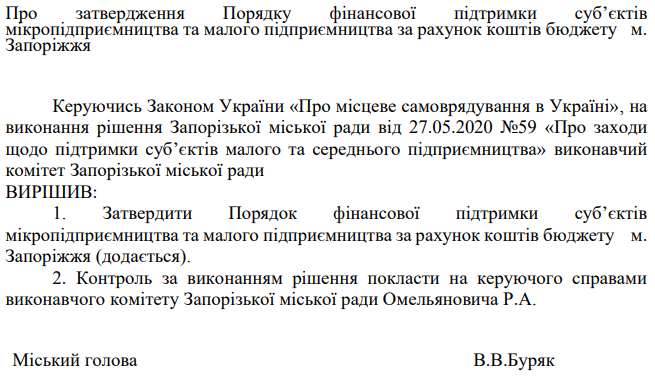 Про затвердження Порядку фінансової підтримки суб’єктів
мікропідприємництва та малого підприємництва за рахунок коштів бюджету м.
Запоріжжя
Керуючись Законом України «Про місцеве самоврядування в Україні», на
виконання рішення Запорізької міської ради від 27.05.2020 №59 «Про заходи
щодо підтримки суб’єктів малого та середнього підприємництва» виконавчий
комітет Запорізької міської ради
ВИРІШИВ:
1. Затвердити Порядок фінансової підтримки суб’єктів
мікропідприємництва та малого підприємництва за рахунок коштів бюджету м.
Запоріжжя (додається).
2. Контроль за виконанням рішення покласти на керуючого справами
виконавчого комітету Запорізької міської ради Омельяновича Р.А.
Міський голова В.В.Буряк